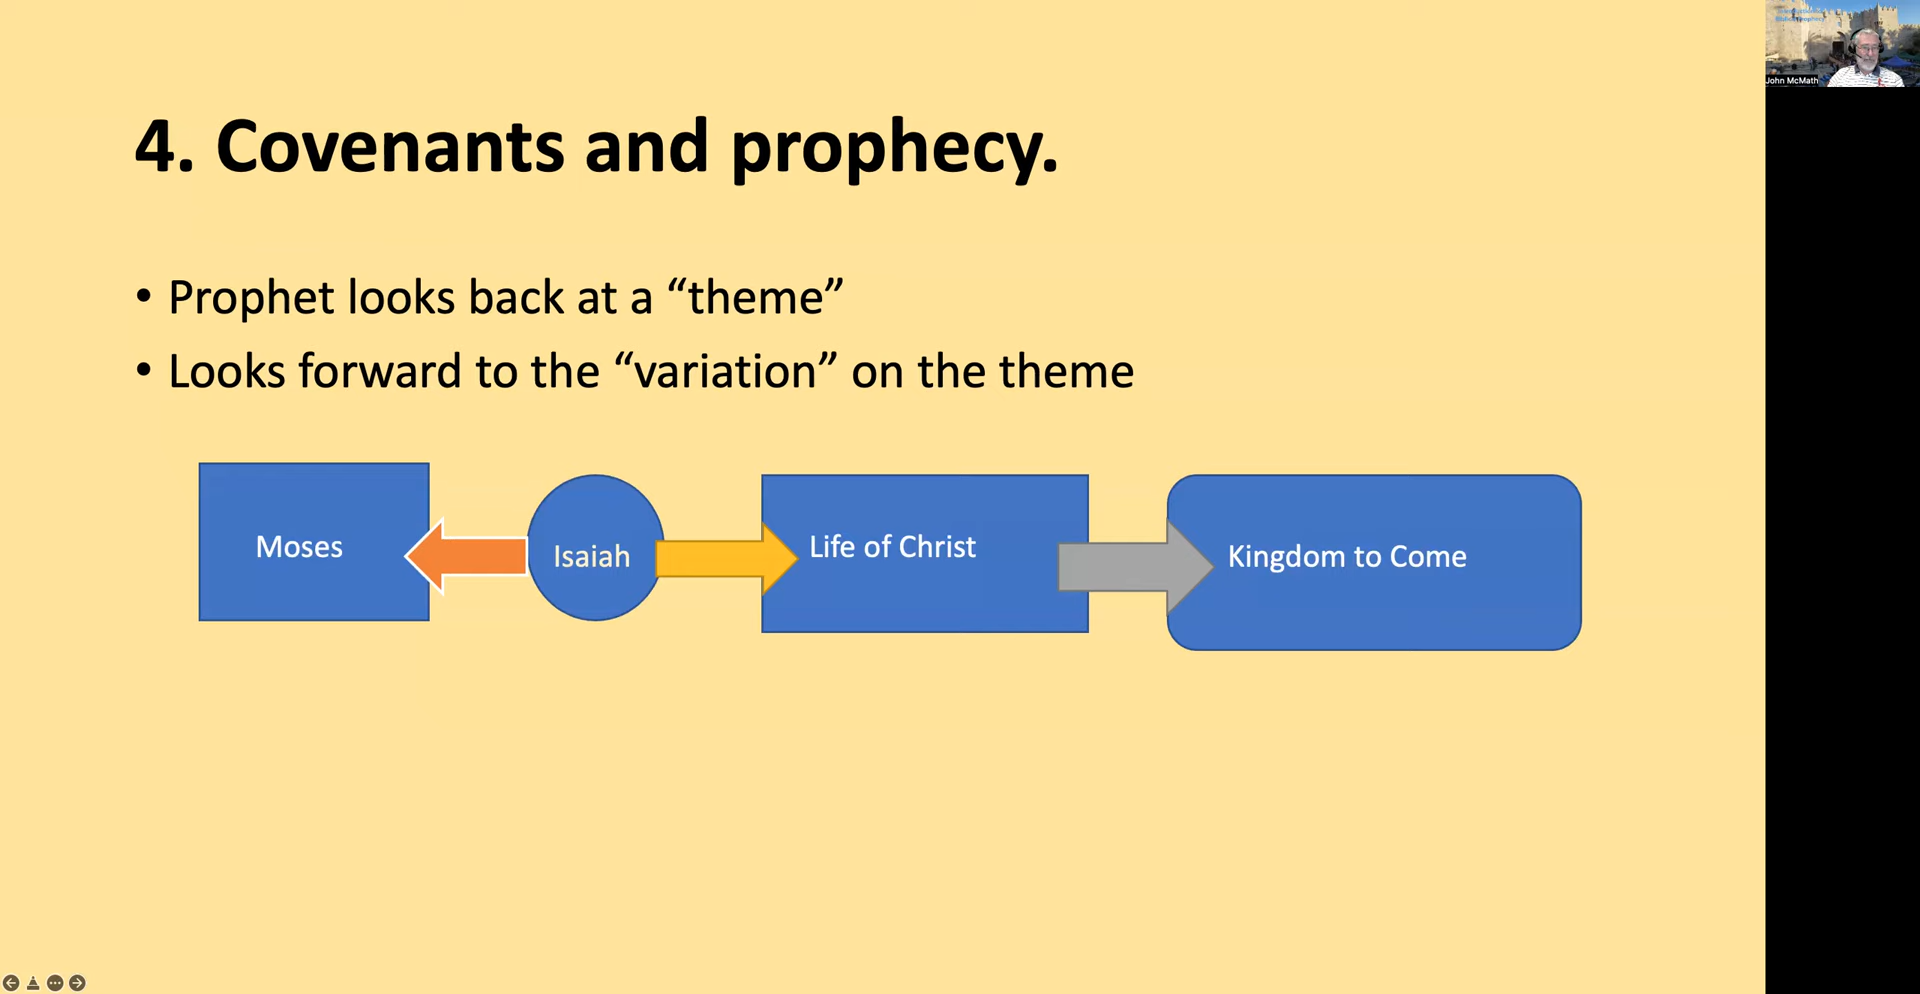 4. Covenants and prophecy.
• Prophet looks back at a “theme”
• Looks forward to the “variation” on the theme
Moses
Isaiah
Life of Christ
Kingdom to Come
John McMath